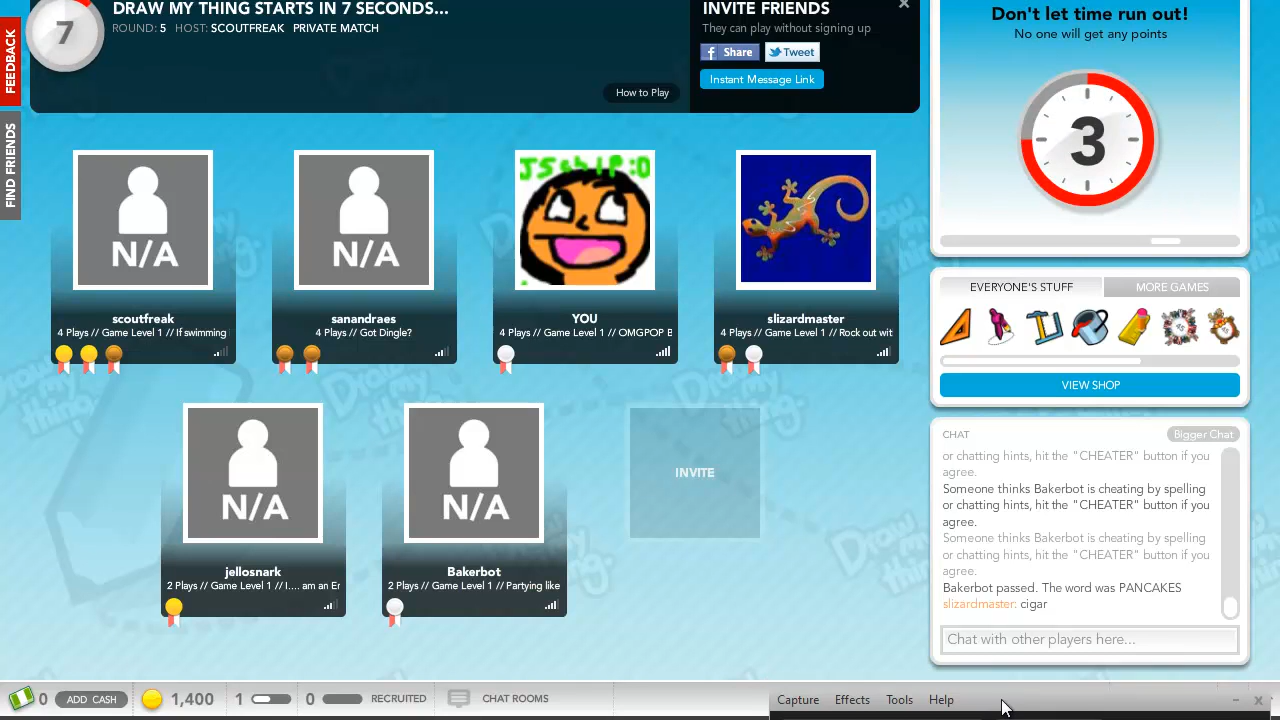 FEEDBACK
FIND FRIENDS
7
DRAW MY THING STARTS IN 7 SECONDS...
ROUND: 5 HOST: SCOUTFREAK PRIVATE MATCH
How to Play
INVITE FRIENDS
They can play without signing up
Share Tweet
Instant Message Link
Don't let time run out!
No one will get any points
3
JSchIP:O
N/A
N/A
scoutfreak
4 Plays // Game Level 1 // If swimming
sanandraes
4 Plays // Got Dingle?
YOU
4 Plays // Game Level 1 // OMGPOP B
slizardmaster
4 Plays // Game Level 1 // Rock out wit
N/A
N/A
INVITE
jellosnark
2 Plays // Game Level 1 // I.... am an Er
Bakerbot
2 Plays // Game Level 1 // Partying like
EVERYONE'S STUFF MORE GAMES
VIEW SHOP
CHAT Bigger Chat
or chatting hints, hit the "CHEATER" button if you
agree.
Someone thinks Bakerbot is cheating by spelling
or chatting hints, hit the "CHEATER" button if you
agree.
Someone thinks Bakerbot is cheating by spelling
or chatting hints, hit the "CHEATER" button if you
agree.
Bakerbot passed. The word was PANCAKES
slizardmaster: cigar
Chat with other players here...
0 ADD CASH 1,400 1 0 RECRUITED CHAT ROOMS
Capture Effects Tools Help